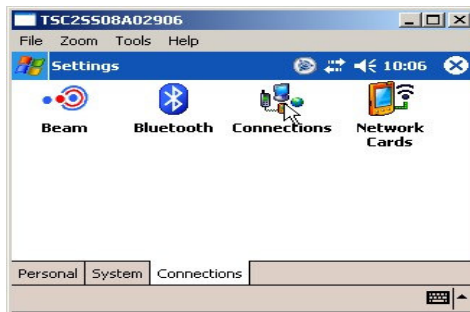 TSC2SS08A02906
File Zoom Tools Help
Settings 10:06
Beam Bluetooth Connections Network Cards
Personal System Connections